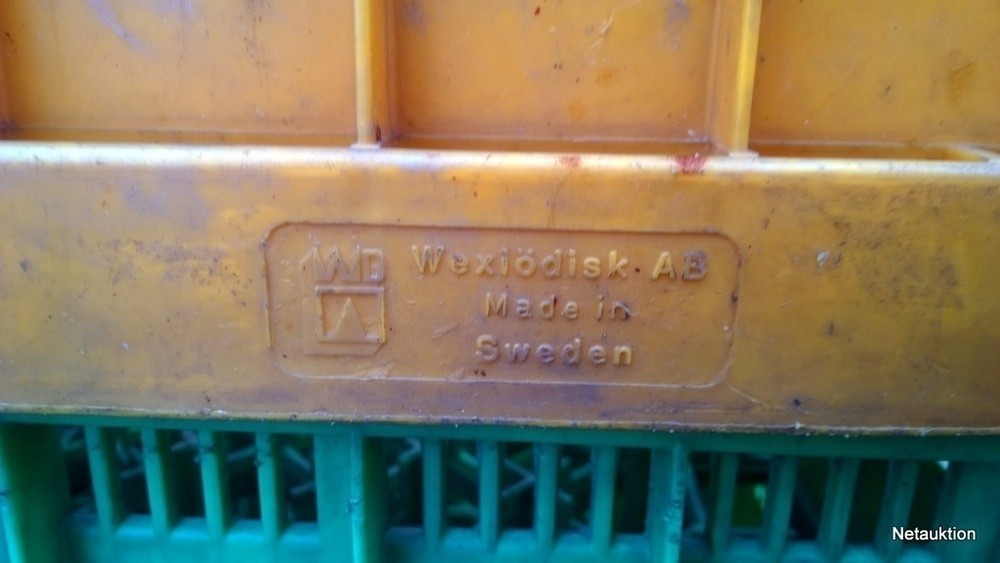 WD
Wexiödisk AB
Made in
Sweden
Netauktion